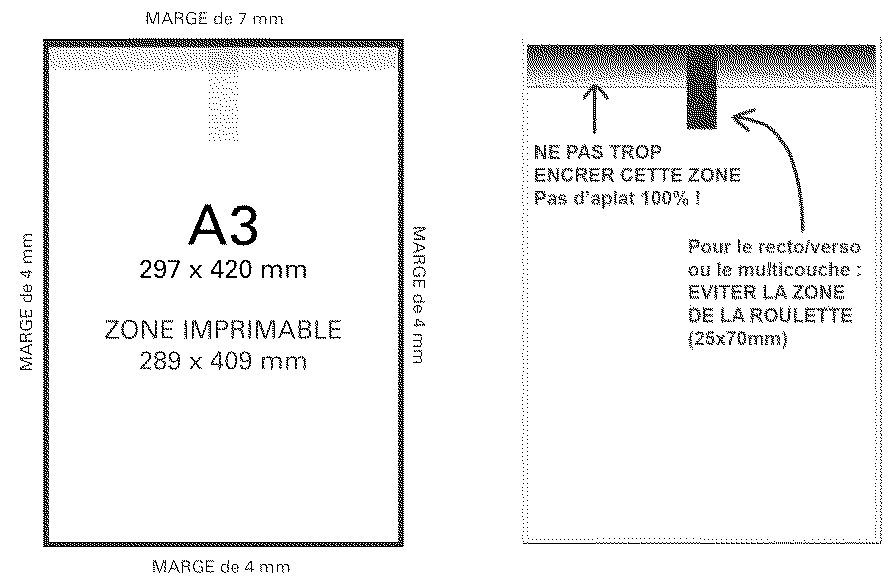 MARGE de 7 mm
MARGE de 4 mm
A3
297 x 420 mm
ZONE IMPRIMABLE
289 x 409 mm
MARGE de 4 mm
MARGE de 4 mm
NE PAS TROP
ENCRER CETTE ZONE
Pas d'aplat 100% !
Pour le recto/verso
ou le multicouche :
EVITER LA ZONE
DE LA ROULETTE
(25x70mm)